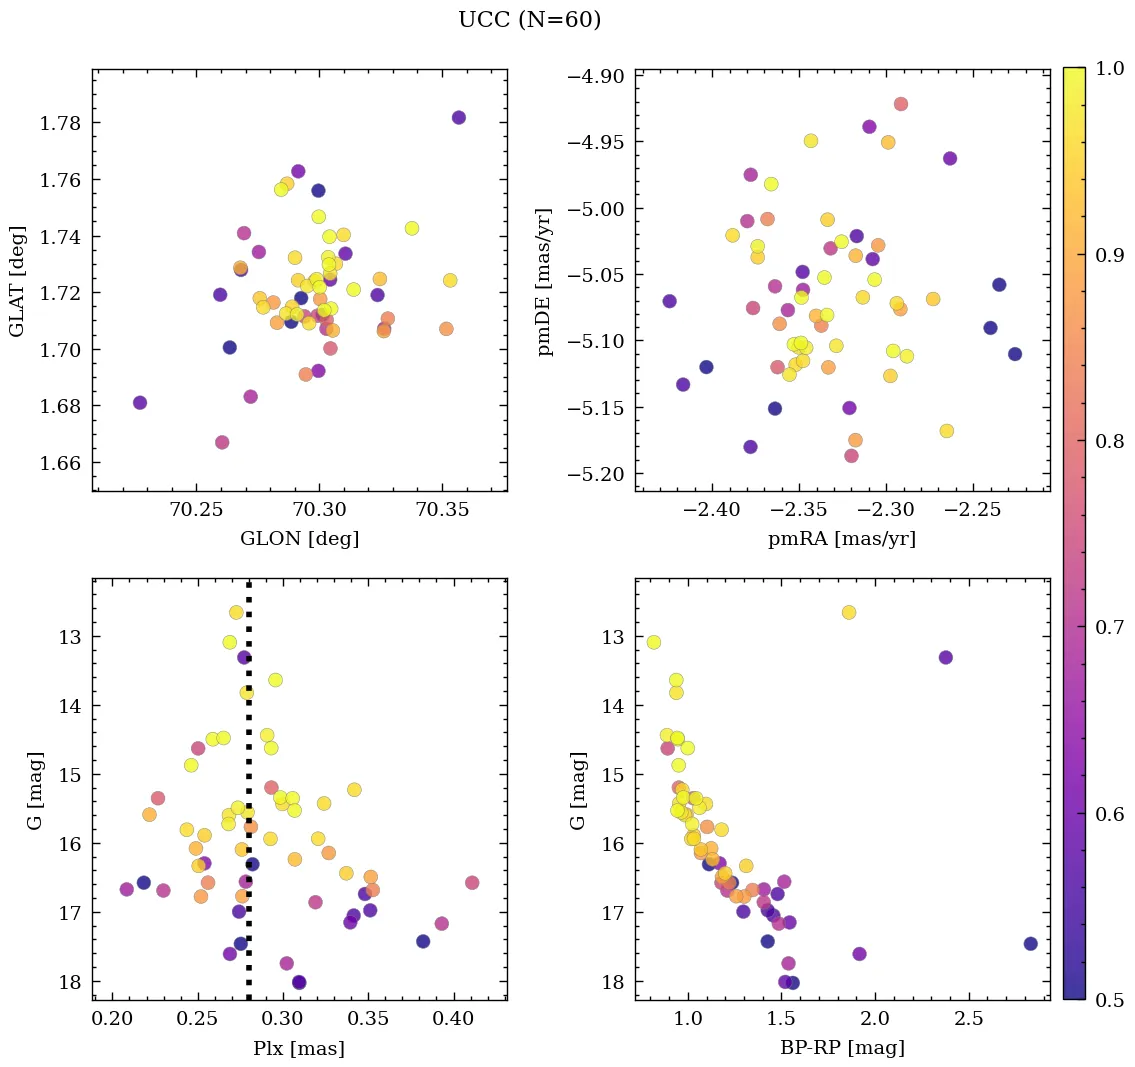 UCC (N=60)
1.78
1.76
1.74
1.72
1.70
1.68
1.66
GLAT [deg]
70.25 70.30 70.35
GLON [deg]
−4.90
−4.95
−5.00
−5.05
−5.10
−5.15
−5.20
pmDE [mas/yr]
−2.40 −2.35 −2.30 −2.25
pmRA [mas/yr]
13
14
15
16
17
18
G [mag]
0.20 0.25 0.30 0.35 0.40
Plx [mas]
13
14
15
16
17
18
G [mag]
1.0 1.5 2.0 2.5
BP-RP [mag]
1.0
0.9
0.8
0.7
0.6
0.5